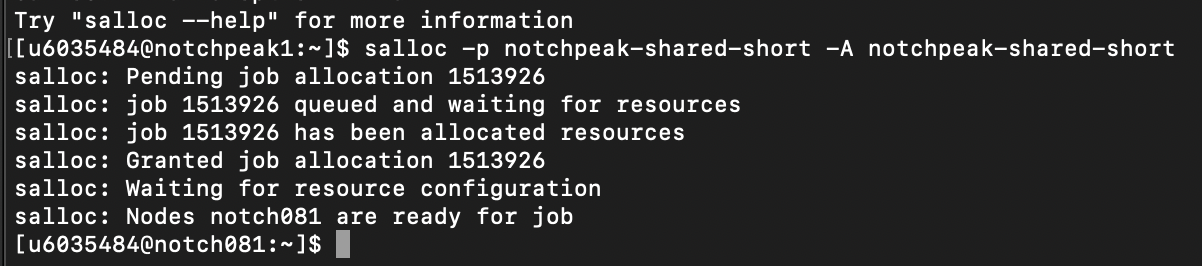 Try "salloc --help" for more information
[[u6035484@notchpeak1:~]$ salloc -p notchpeak-shared-short -A notchpeak-shared-short
salloc: Pending job allocation 1513926
salloc: job 1513926 queued and waiting for resources
salloc: job 1513926 has been allocated resources
salloc: Granted job allocation 1513926
salloc: Waiting for resource configuration
salloc: Nodes notch081 are ready for job
[u6035484@notch081:~]$